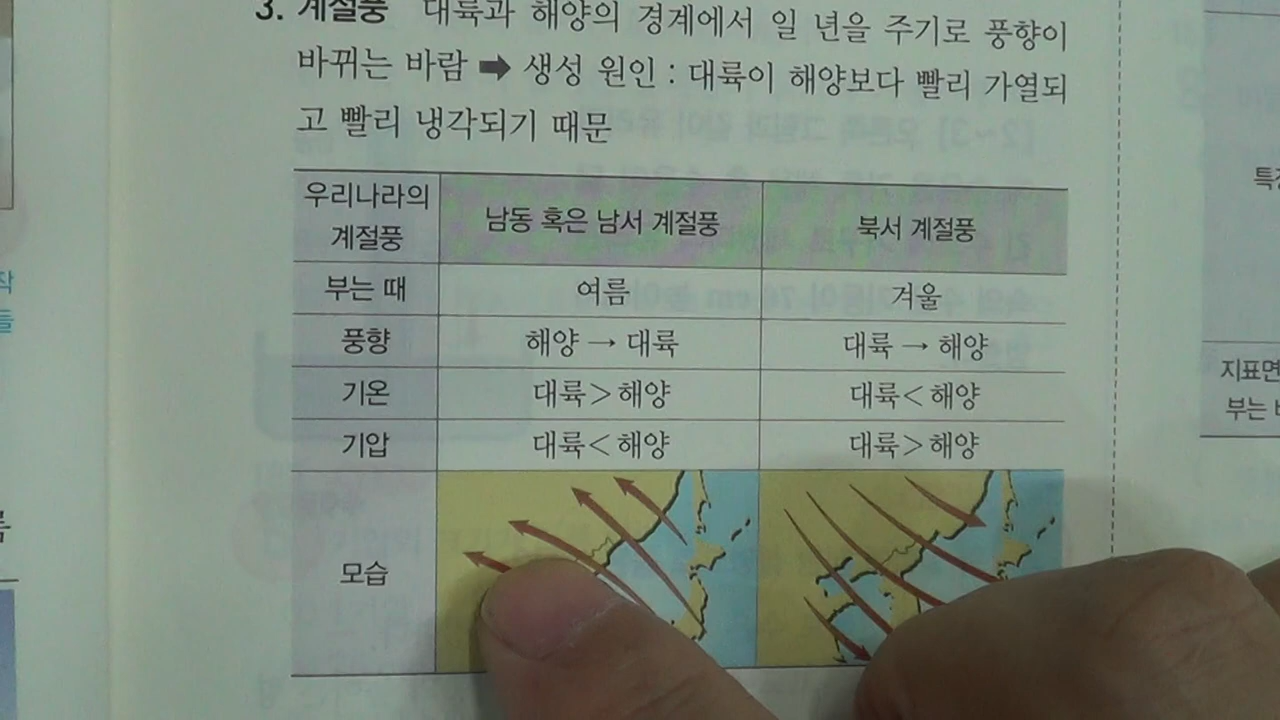 3. 계절풍 대륙과 해양의 경계에서 일 년을 주기로 풍향이
바뀌는 바람 ➡ 생성 원인 : 대륙이 해양보다 빨리 가열되
고 빨리 냉각되기 때문
우리나라의 계절풍 남동 혹은 남서 계절풍 북서 계절풍
부는 때 여름 겨울
풍향 해양 → 대륙 대륙 → 해양
기온 대륙 > 해양 대륙 < 해양
기압 대륙 < 해양 대륙 > 해양
모습
작
들
지표면
부는